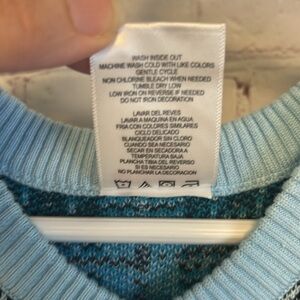 WASH INSIDE OUT
MACHINE WASH COLD WITH LIKE COLORS
GENTLE CYCLE
NON CHLORINE BLEACH WHEN NEEDED
TUMBLE DRY LOW
LOW IRON ON REVERSE IF NEEDED
DO NOT IRON DECORATION
LAVAR DEL REVES
LAVAR A MAQUINA EN AGUA
FRIA CON COLORES SIMILARES
CICLO DELICADO
BLANQUEADOR SIN CLORO
CUANDO SEA NECESARIO
SECAR EN SECADORA A
TEMPERATURA BAJA
PLANCHA TIBIA DEL REVERSO
SI ES NECESARIO
NO PLANCHAR LA DECORACION